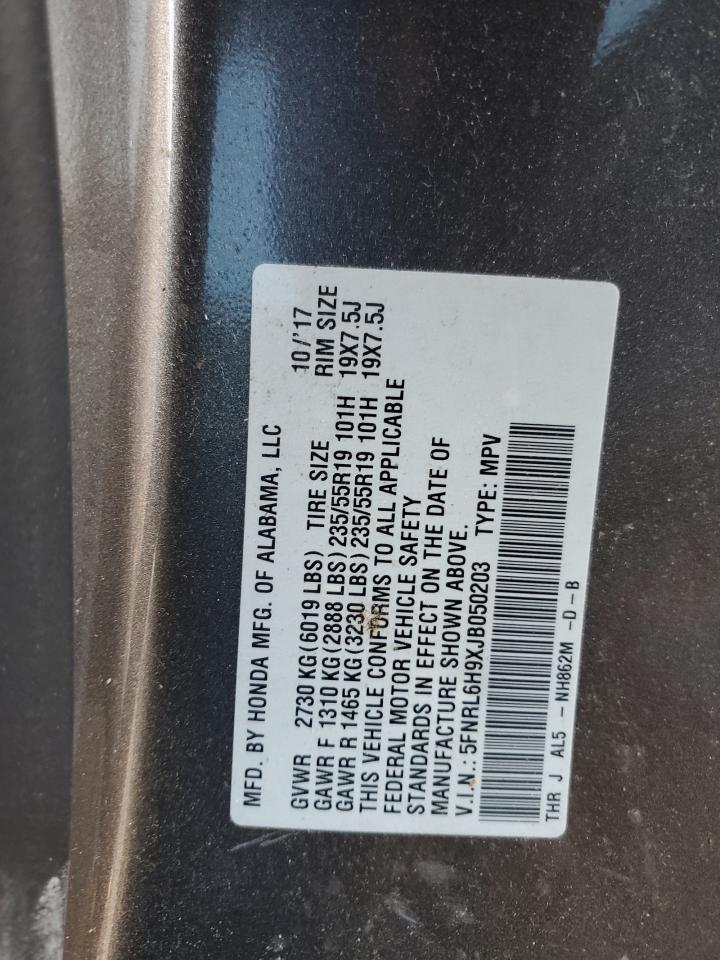 MFD. BY HONDA MFG. OF ALABAMA, LLC 10/'17
GVWR 2730 KG(6019 LBS) TIRE SIZE RIM SIZE
GAWR F 1310 KG(2888 LBS)235/55R19 101H 19X7.5J
GAWR R 1465 KG(3230 LBS)235/55R19 101H 19X7.5J
THIS VEHICLE CONFORMS TO ALL APPLICABLE
FEDERAL MOTOR VEHICLE SAFETY
STANDARDS IN EFFECT ON THE DATE OF
MANUFACTURE SHOWN ABOVE.
V.I.N.: 5FNRL6H9XJB050203 TYPE: MPV
THR J AL5 - NH862M -D-B